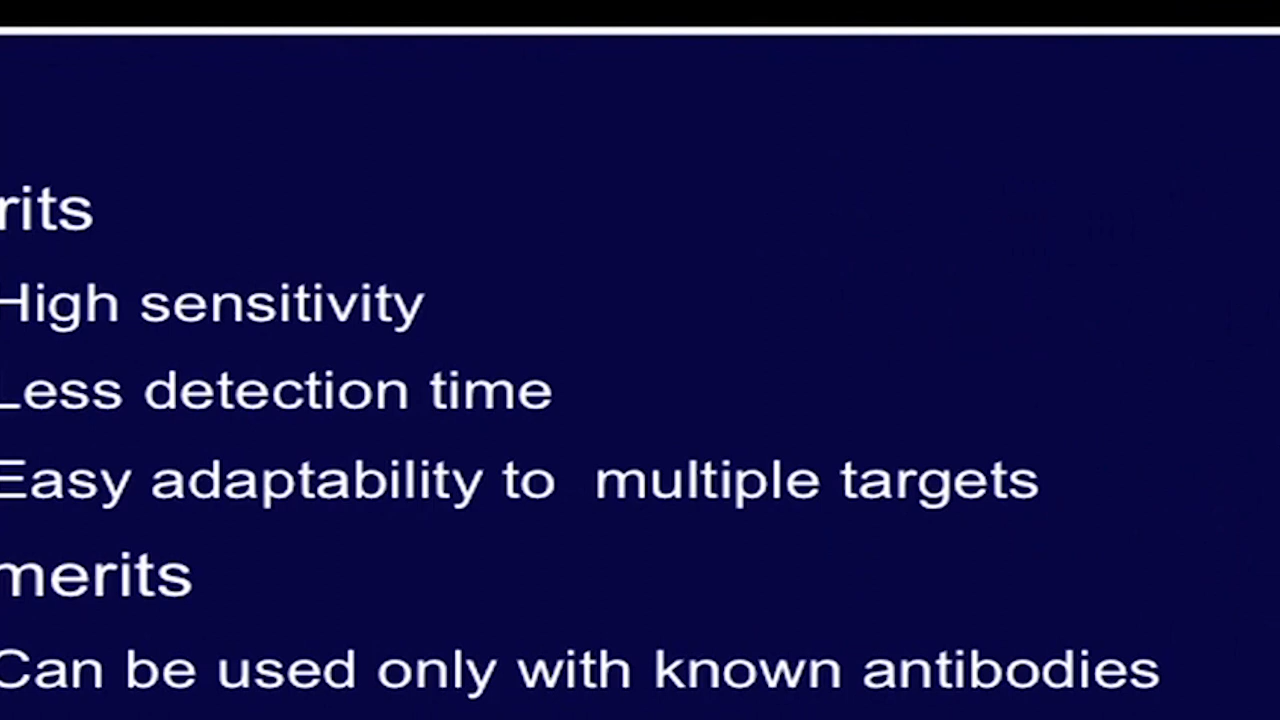 rits
High sensitivity
Less detection time
Easy adaptability to multiple targets
merits
Can be used only with known antibodies